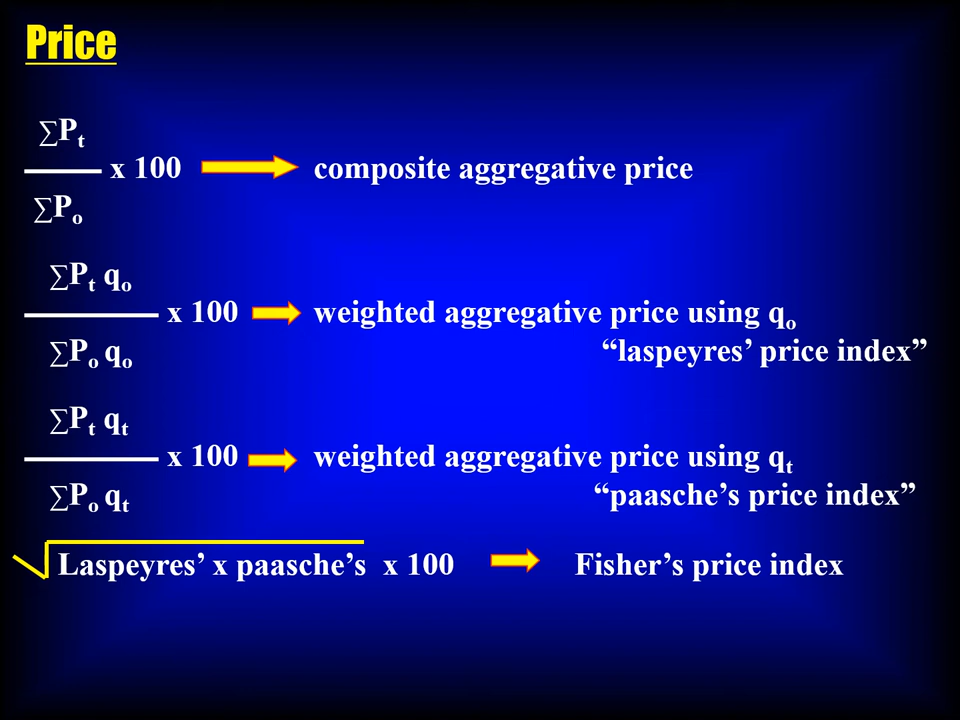 Price
∑Pt
x 100 composite aggregative price
∑Po
∑Pt qo
x 100 weighted aggregative price using qo
∑Po qo “laspeyres’ price index”
∑Pt qt
x 100 weighted aggregative price using qt
∑Po qt “paasche’s price index”
√ Laspeyres’ x paasche’s x 100 Fisher’s price index